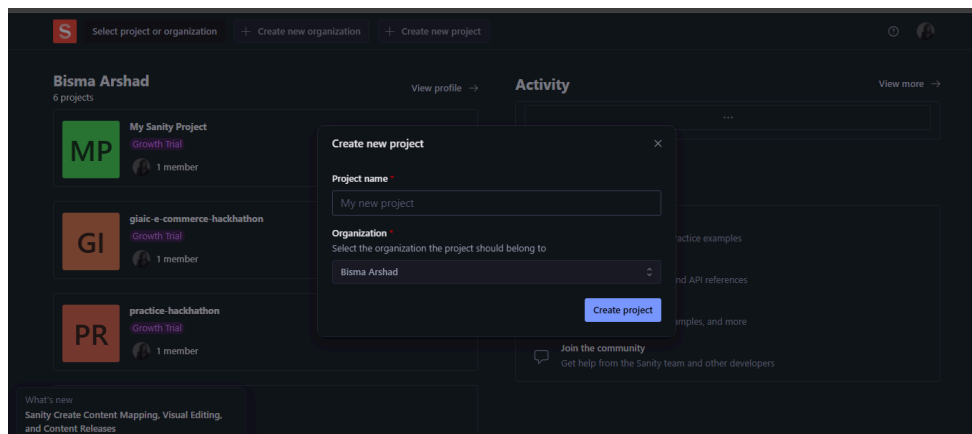 S
Select project or organization
+ Create new organization
+ Create new project
Bisma Arshad
6 projects
View profile →
MP
My Sanity Project
Growth Trial
1 member
GI
giaic-e-commerce-hackhathon
Growth Trial
1 member
PR
practice-hackhathon
Growth Trial
1 member
What's new
Sanity Create Content Mapping, Visual Editing,
and Content Releases
Create new project
Project name *
My new project
Organization *
Select the organization the project should belong to
Bisma Arshad
Create project
Activity
View more →
...
examples
nd API references
and more
Join the community
Get help from the Sanity team and other developers